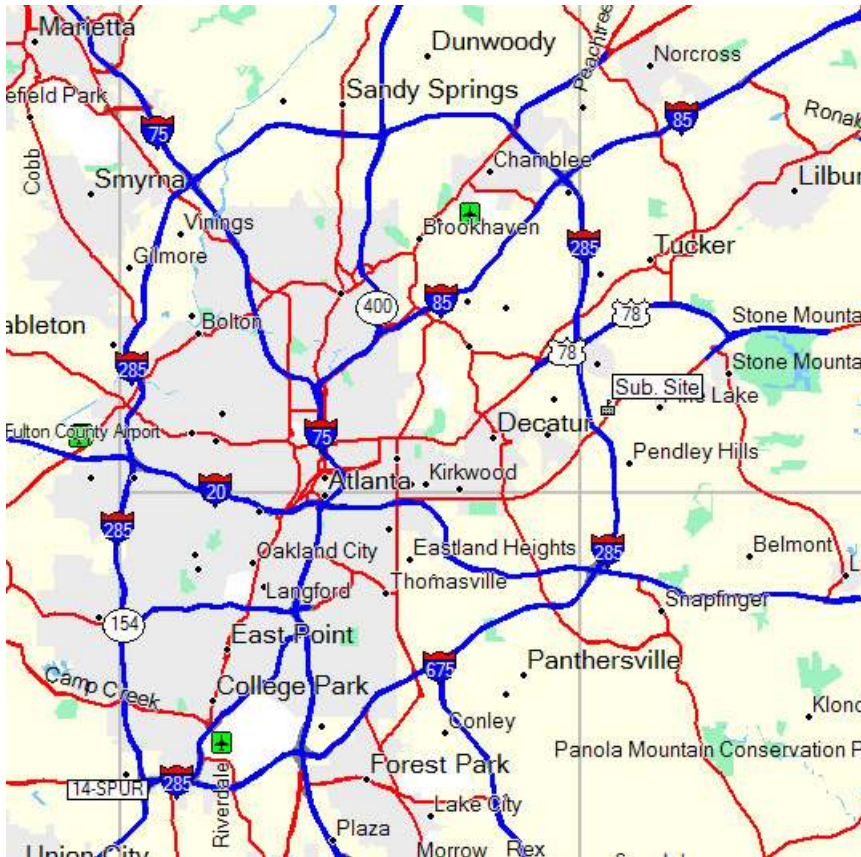 Marietta
Dunwoody
Peachtree
Norcross
efield Park
Sandy Springs
75
85
Ronal
Cobb
Chamblee
Smyrna
Lilbur
Vinings
Brookhaven
285
Tucker
Gilmore
400
85
78
Stone Mounta
ableton
Bolton
78
285
Stone Mounta
Sub. Site
Pine Lake
Fulton County Airport
75
Decatur
Pendley Hills
20
Atlanta
Kirkwood
285
Oakland City
Eastland Heights
285
Belmont
L
Langford
Thomasville
Snapfinger
154
East Point
675
Panthersville
Camp Creek
College Park
Klond
Conley
Panola Mountain Conservation P
14-SPUR
285
Riverdale
Forest Park
Lake City
Plaza
Union City
Morrow
Rex